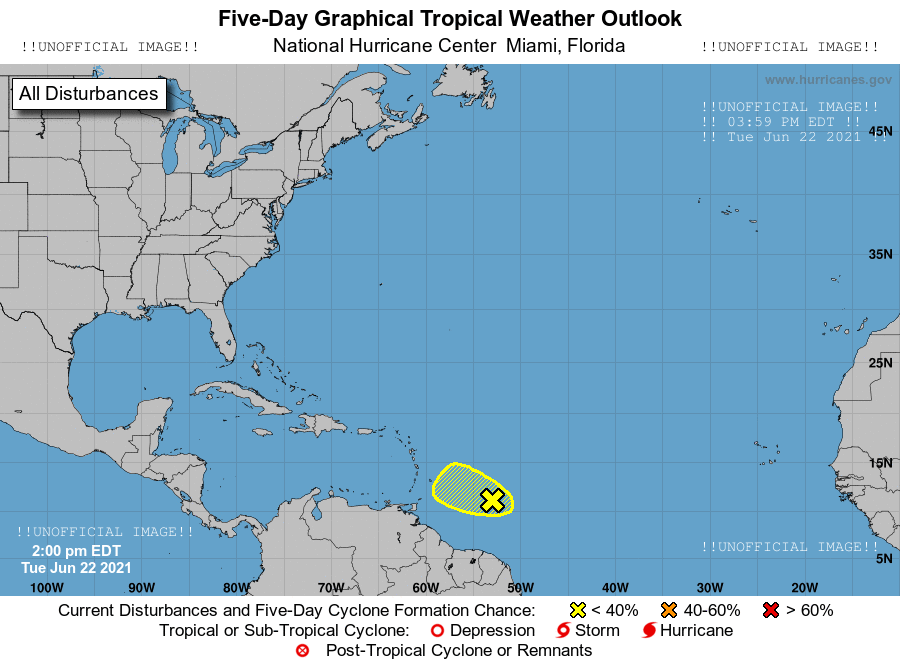 Five-Day Graphical Tropical Weather Outlook
!!UNOFFICIAL IMAGE!! National Hurricane Center  Miami, Florida !!UNOFFICIAL IMAGE!!
www.hurricanes.gov
All Disturbances
!!UNOFFICIAL IMAGE!!
!! 03:59 PM EDT !!
!! Tue Jun 22 2021 !!
45N
35N
25N
15N
!!UNOFFICIAL IMAGE!!
2:00 pm EDT
Tue Jun 22 2021
!!UNOFFICIAL IMAGE!!
5N
100W 90W 80W 70W 60W 50W 40W 30W 20W
Current Disturbances and Five-Day Cyclone Formation Chance: < 40% 40-60% > 60%
Tropical or Sub-Tropical Cyclone: Depression Storm Hurricane
Post-Tropical Cyclone or Remnants